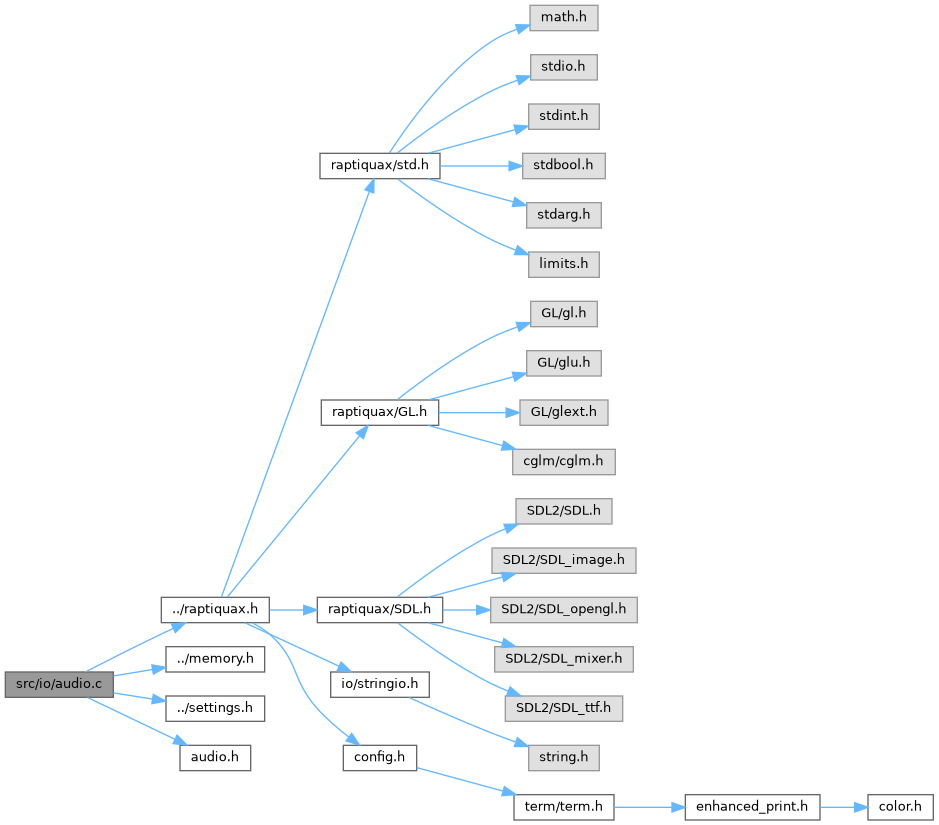 math.h
stdio.h
stdint.h
stdbool.h
raptiquax/std.h
stdarg.h
limits.h
GL/gl.h
GL/glu.h
raptiquax/GL.h
GL/glext.h
cglm/cglm.h
SDL2/SDL.h
SDL2/SDL_image.h
../raptiquax.h
raptiquax/SDL.h
SDL2/SDL_opengl.h
../memory.h
SDL2/SDL_mixer.h
src/io/audio.c
io/stringio.h
../settings.h
SDL2/SDL_ttf.h
audio.h
config.h
string.h
term/term.h
enhanced_print.h
color.h